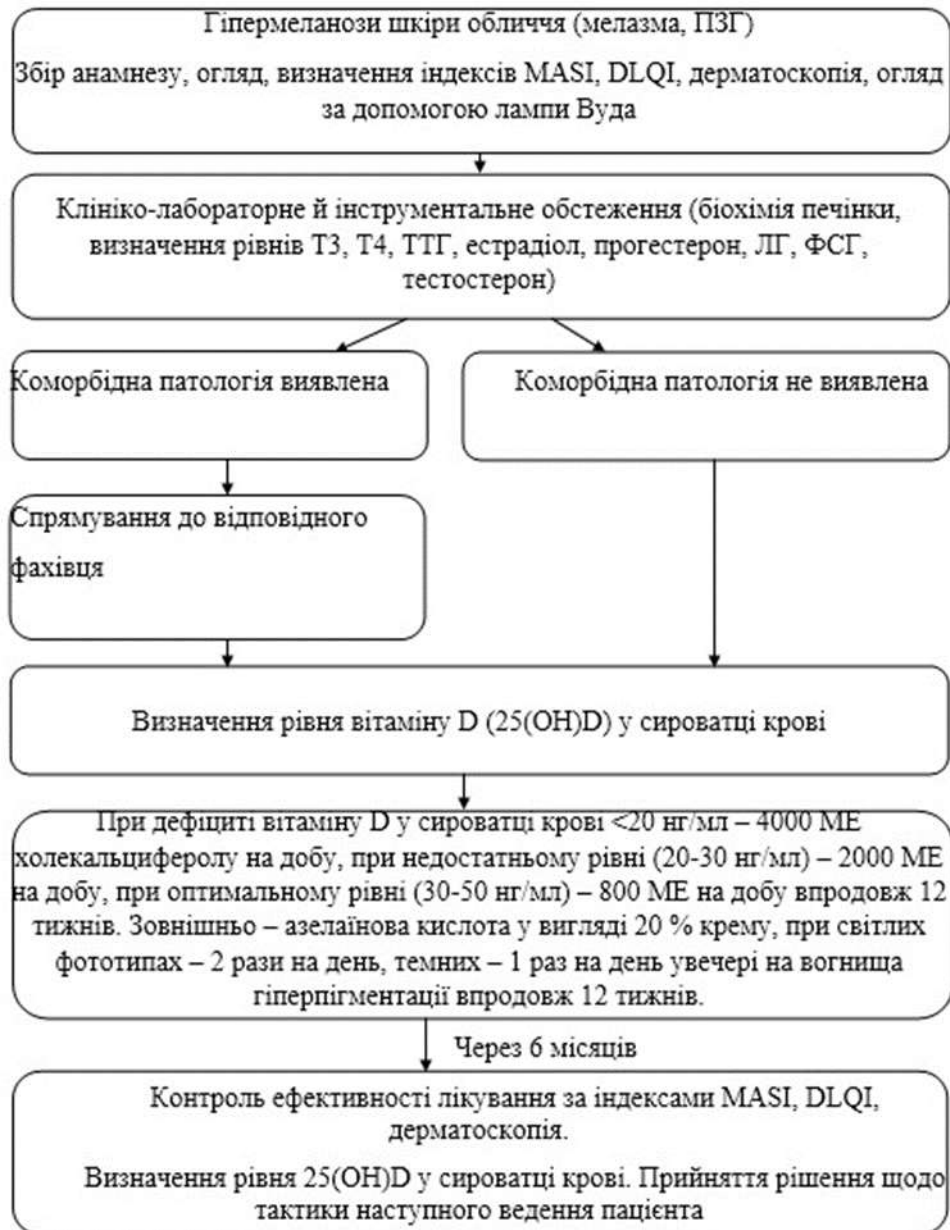 Гіпермеланози шкіри обличчя (мелазма, ПЗГ)
Збір анамнезу, огляд, визначення індексів MASI, DLQI, дерматоскопія, огляд
за допомогою лампи Вуда
Клініко-лабораторне й інструментальне обстеження (біохімія печінки,
визначення рівнів Т3, Т4, ТТГ, естрадіол, прогестерон, ЛГ, ФСГ,
тестостерон)
Коморбідна патологія виявлена
Коморбідна патологія не виявлена
Спрямування до відповідного
фахівця
Визначення рівня вітаміну D (25(OH)D) у сироватці крові
При дефіциті вітаміну D у сироватці крові <20 нг/мл – 4000 МЕ
холекальциферолу на добу, при недостатньому рівні (20-30 нг/мл) – 2000 МЕ
на добу, при оптимальному рівні (30-50 нг/мл) – 800 МЕ на добу впродовж 12
тижнів. Зовнішньо – азелаїнова кислота у вигляді 20 % крему, при світлих
фототипах – 2 рази на день, темних – 1 раз на день увечері на вогнища
гіперпігментації впродовж 12 тижнів.
Через 6 місяців
Контроль ефективності лікування за індексами MASI, DLQI,
дерматоскопія.
Визначення рівня 25(OH)D у сироватці крові. Прийняття рішення щодо
тактики наступного ведення пацієнта